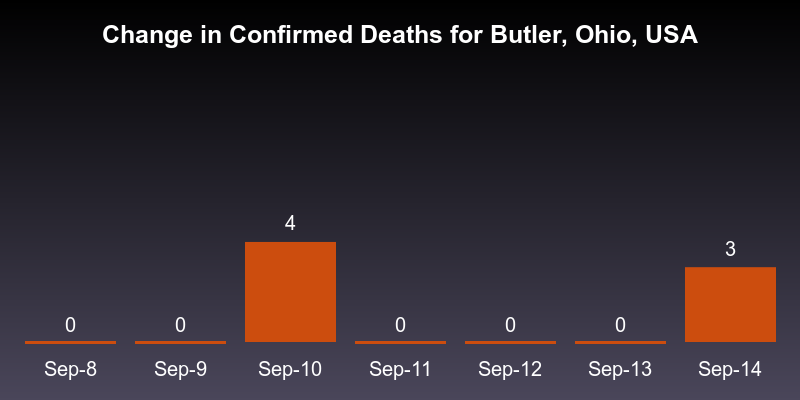 Change in Confirmed Deaths for Butler, Ohio, USA
0 0 4 0 0 0 3
Sep-8 Sep-9 Sep-10 Sep-11 Sep-12 Sep-13 Sep-14